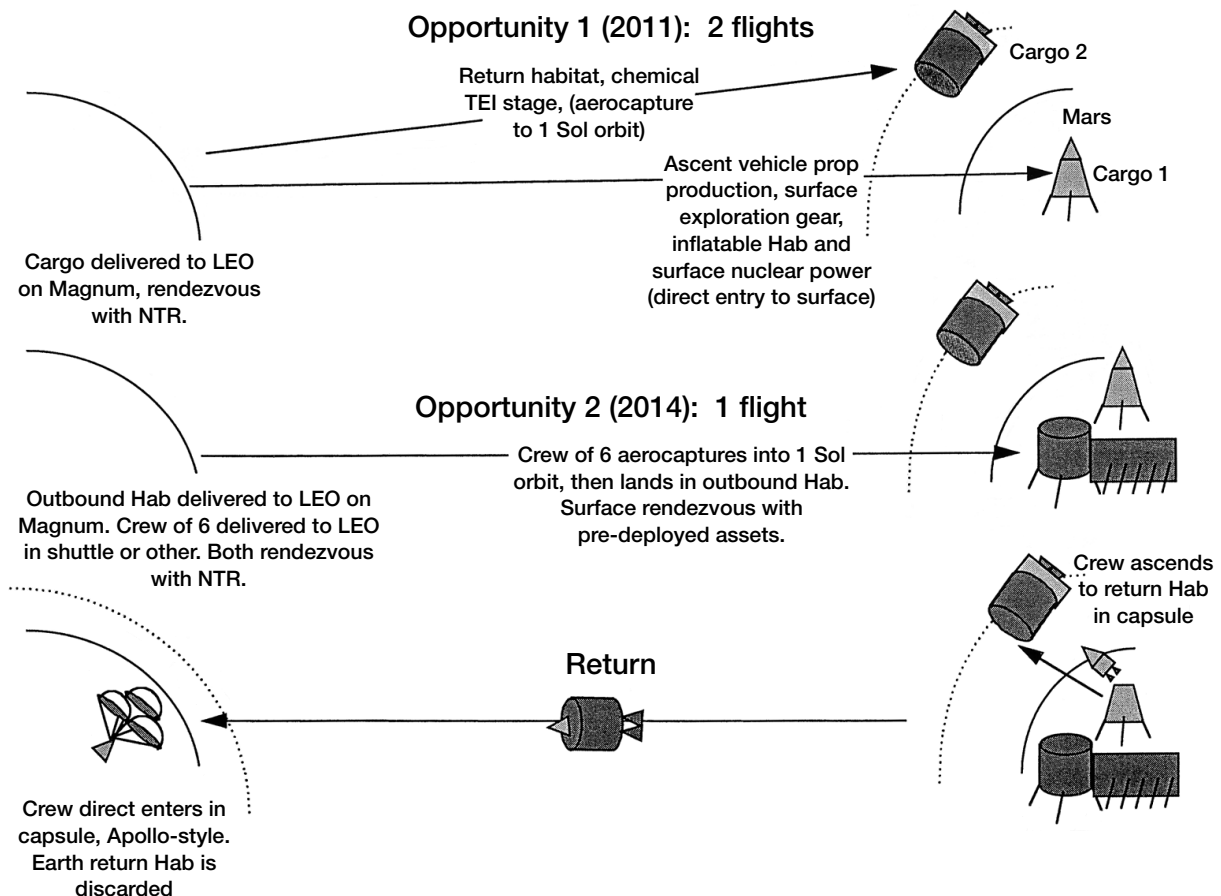 Opportunity 1 (2011): 2 flights
Return habitat, chemical
TEI stage, (aerocapture
to 1 Sol orbit)
Cargo 2
Mars
Cargo 1
Ascent vehicle prop
production, surface
exploration gear,
inflatable Hab and
surface nuclear power
(direct entry to surface)
Cargo delivered to LEO
on Magnum, rendezvous
with NTR.
Opportunity 2 (2014): 1 flight
Crew of 6 aerocaptures into 1 Sol
orbit, then lands in outbound Hab.
Surface rendezvous with
pre-deployed assets.
Outbound Hab delivered to LEO on
Magnum. Crew of 6 delivered to LEO
in shuttle or other. Both rendezvous
with NTR.
Crew ascends
to return Hab
in capsule
Return
Crew direct enters in
capsule, Apollo-style.
Earth return Hab is
discarded